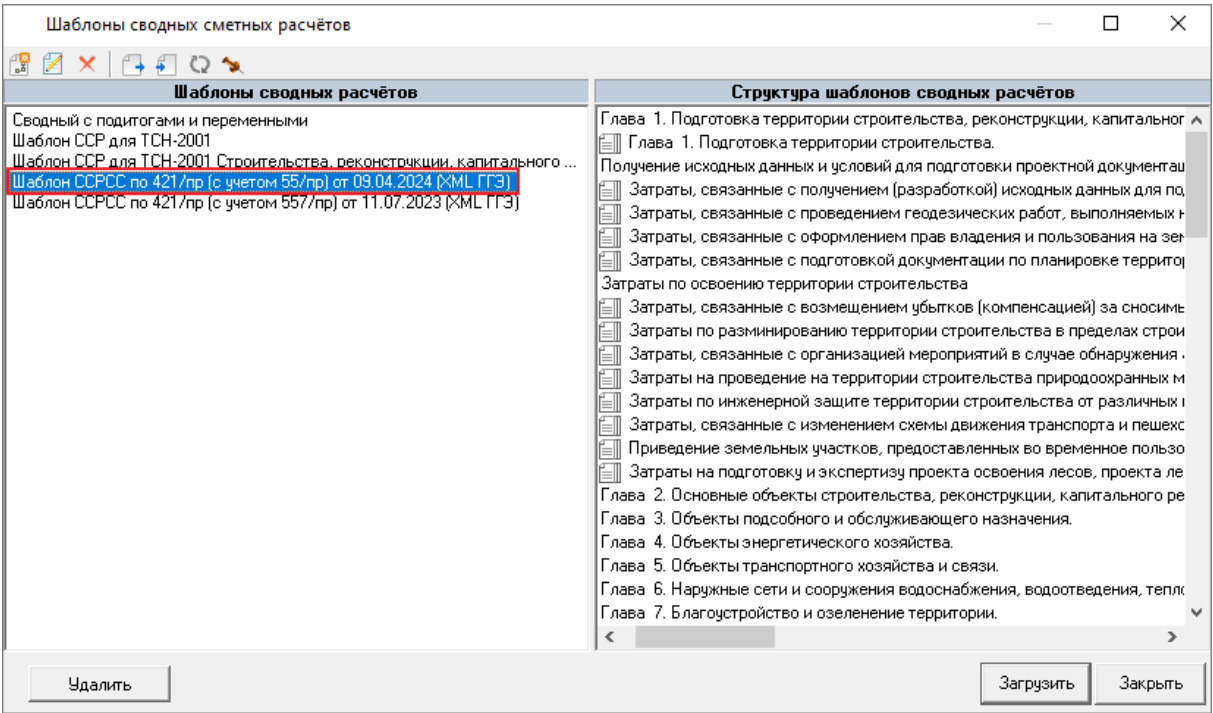 Шаблоны сводных сметных расчётов
Шаблоны сводных расчётов
Сводный с подитогами и переменными
Шаблон ССР для ТСН-2001
Шаблон ССР для ТСН-2001 Строительства, реконструкции, капитального ...
Шаблон ССРСС по 421/пр (с учетом 55/пр) от 09.04.2024 (XML ГГЭ)
Шаблон ССРСС по 421/пр (с учетом 557/пр) от 11.07.2023 (XML ГГЭ)
Структура шаблонов сводных расчётов
Глава 1. Подготовка территории строительства, реконструкции, капитальног
Глава 1. Подготовка территории строительства.
Получение исходных данных и условий для подготовки проектной документац
Затраты, связанные с получением (разработкой) исходных данных для по
Затраты, связанные с проведением геодезических работ, выполняемых
Затраты, связанные с оформлением прав владения и пользования на зем
Затраты, связанные с подготовкой документации по планировке территор
Затраты по освоению территории строительства
Затраты, связанные с возмещением убытков (компенсацией) за сносимь
Затраты по разминированию территории строительства в пределах строи
Затраты, связанные с организацией мероприятий в случае обнаружения
Затраты на проведение на территории строительства природоохранных м
Затраты по инженерной защите территории строительства от различных
Затраты, связанные с изменением схемы движения транспорта и пешехо
Приведение земельных участков, предоставленных во временное пользо
Затраты на подготовку и экспертизу проекта освоения лесов, проекта ле
Глава 2. Основные объекты строительства, реконструкции, капитального ре
Глава 3. Объекты подсобного и обслуживающего назначения.
Глава 4. Объекты энергетического хозяйства.
Глава 5. Объекты транспортного хозяйства и связи.
Глава 6. Наружные сети и сооружения водоснабжения, водоотведения, тепло
Глава 7. Благоустройство и озеленение территории.
Удалить
Загрузить
Закрыть